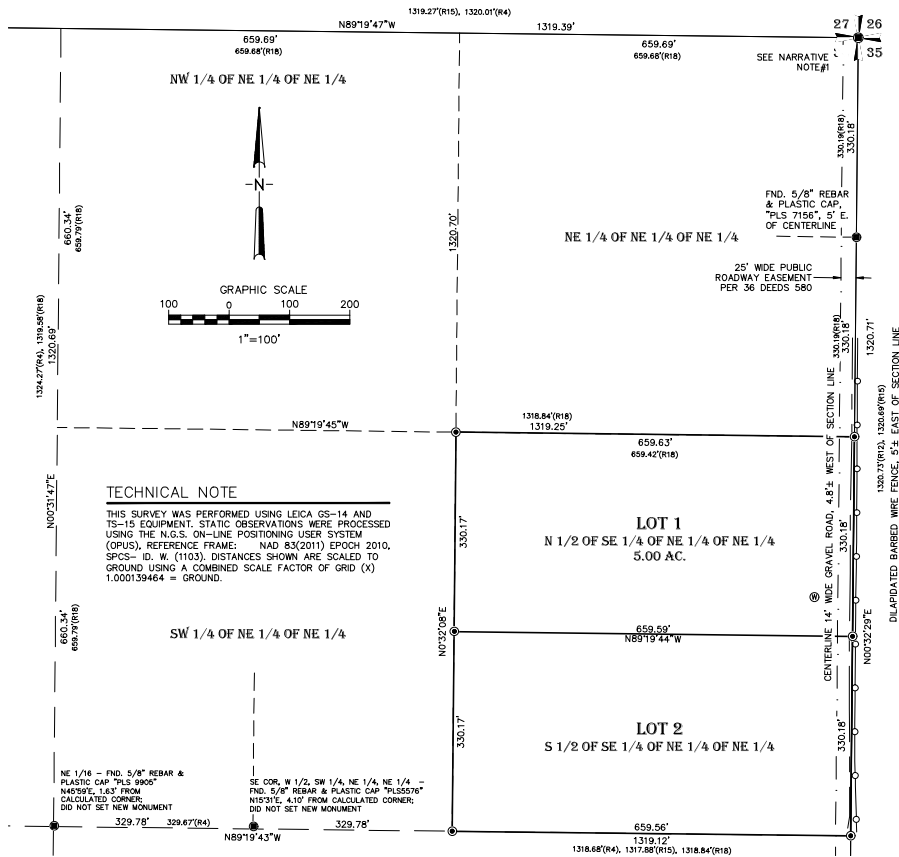 1319.27'(R15), 1320.01'(R4)
N89°19'47"W
1319.39'
27 26
35
659.69'
659.68'(R18)
659.69'
659.68'(R18)
SEE NARRATIVE
NOTE#1
NW 1/4 OF NE 1/4 OF NE 1/4
330.19'(R18)
330.18'
-N-
FND. 5/8" REBAR
& PLASTIC CAP,
"PLS 7156", 5' E.
OF CENTERLINE
660.34'
659.79'(R18)
1320.70'
NE 1/4 OF NE 1/4 OF NE 1/4
25' WIDE PUBLIC
ROADWAY EASEMENT
PER 36 DEEDS 580
GRAPHIC SCALE
100 0 100 200
1"=100'
1324.27'(R4), 1319.58'(R18)
1320.69'
330.19'(R18)
330.18'
1320.71'
1320.73'(R12), 1320.69'(R15)
DILAPIDATED BARBED WIRE FENCE, 5'± EAST OF SECTION LINE
CENTERLINE 14' WIDE GRAVEL ROAD, 4.8'± WEST OF SECTION LINE
N89°19'45"W
1318.84'(R18)
1319.25'
659.63'
659.42'(R18)
N00°31'47"E
TECHNICAL NOTE
THIS SURVEY WAS PERFORMED USING LEICA GS-14 AND
TS-15 EQUIPMENT. STATIC OBSERVATIONS WERE PROCESSED
USING THE N.G.S. ON-LINE POSITIONING USER SYSTEM
(OPUS), REFERENCE FRAME: NAD 83(2011) EPOCH 2010,
SPCS- ID. W. (1103). DISTANCES SHOWN ARE SCALED TO
GROUND USING A COMBINED SCALE FACTOR OF GRID (X)
1.000139464 = GROUND.
330.17'
LOT 1
N 1/2 OF SE 1/4 OF NE 1/4 OF NE 1/4
5.00 AC.
330.18'
W
660.34'
659.79'(R18)
SW 1/4 OF NE 1/4 OF NE 1/4
N0°32'08"E
659.59'
N89°19'44"W
N00°32'29"E
330.17'
LOT 2
S 1/2 OF SE 1/4 OF NE 1/4 OF NE 1/4
330.18'
NE 1/16 - FND. 5/8" REBAR &
PLASTIC CAP "PLS 9905"
N45°59'E, 1.63' FROM
CALCULATED CORNER;
DID NOT SET NEW MONUMENT
SE COR, W 1/2, SW 1/4, NE 1/4, NE 1/4 -
FND. 5/8" REBAR & PLASTIC CAP "PLS5576"
N15°31'E, 4.10' FROM CALCULATED CORNER;
DID NOT SET NEW MONUMENT
329.78'
329.67'(R4)
329.78'
N89°19'43"W
659.56'
1319.12'
1318.68'(R4), 1317.88'(R15), 1318.84'(R18)